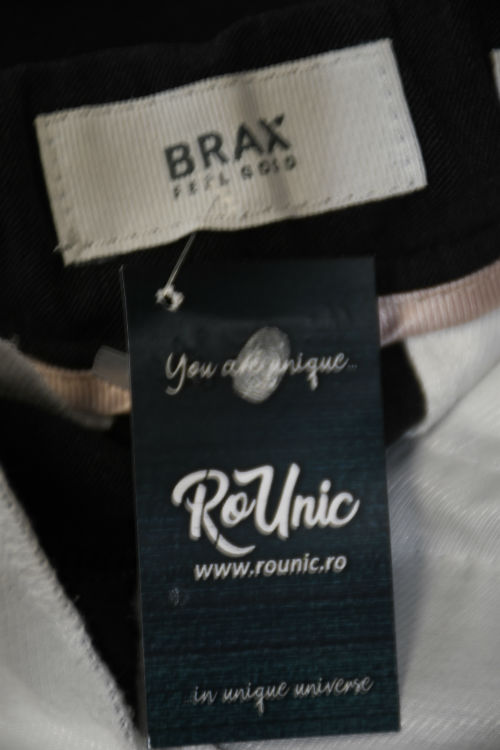 BRAX
FEEL GOOD
You are unique...
RoUnic
www.rounic.ro
in unique universe